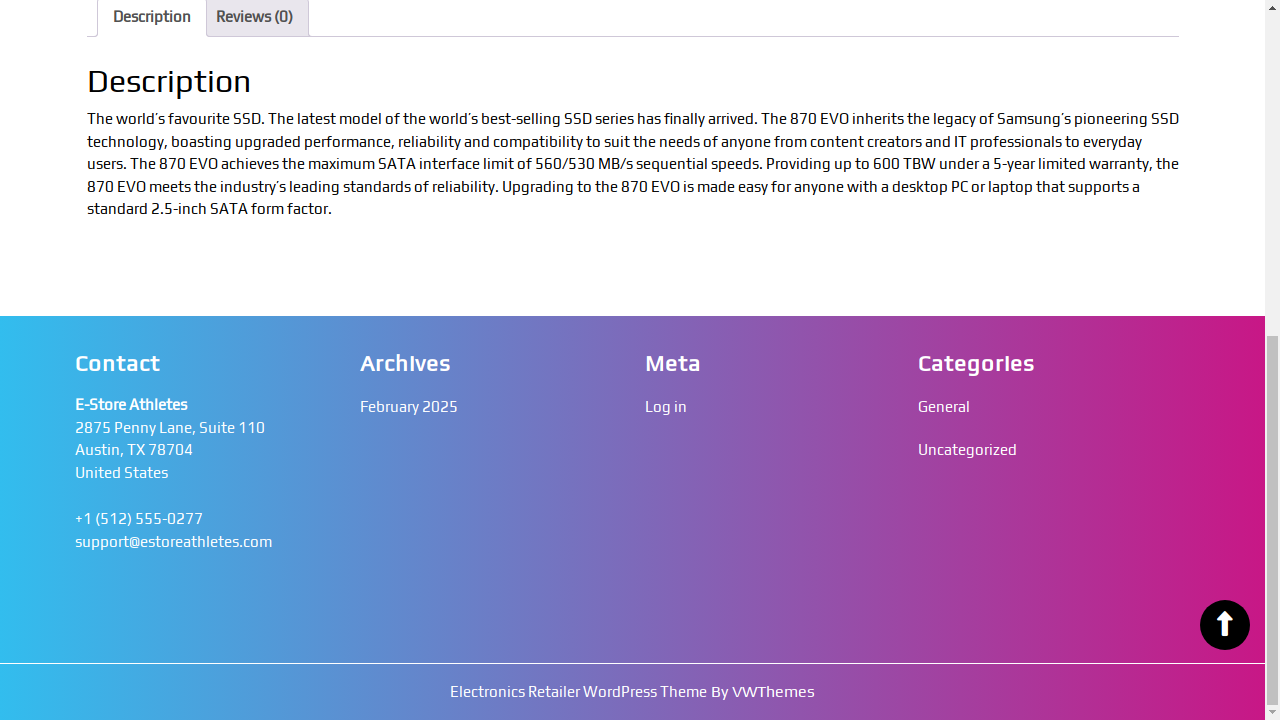 Description
Reviews (0)
Description
The world's favourite SSD. The latest model of the world's best-selling SSD series has finally arrived. The 870 EVO inherits the legacy of Samsung's pioneering SSD
technology, boasting upgraded performance, reliability and compatibility to suit the needs of anyone from content creators and IT professionals to everyday
users. The 870 EVO achieves the maximum SATA interface limit of 560/530 MB/s sequential speeds. Providing up to 600 TBW under a 5-year limited warranty, the
870 EVO meets the industry's leading standards of reliability. Upgrading to the 870 EVO is made easy for anyone with a desktop PC or laptop that supports a
standard 2.5-inch SATA form factor.
Contact
E-Store Athletes
2875 Penny Lane, Suite 110
Austin, TX 78704
United States
+1 (512) 555-0277
support@estoreathletes.com
Archives
February 2025
Meta
Log in
Categories
General
Uncategorized
Electronics Retailer WordPress Theme By VWThemes